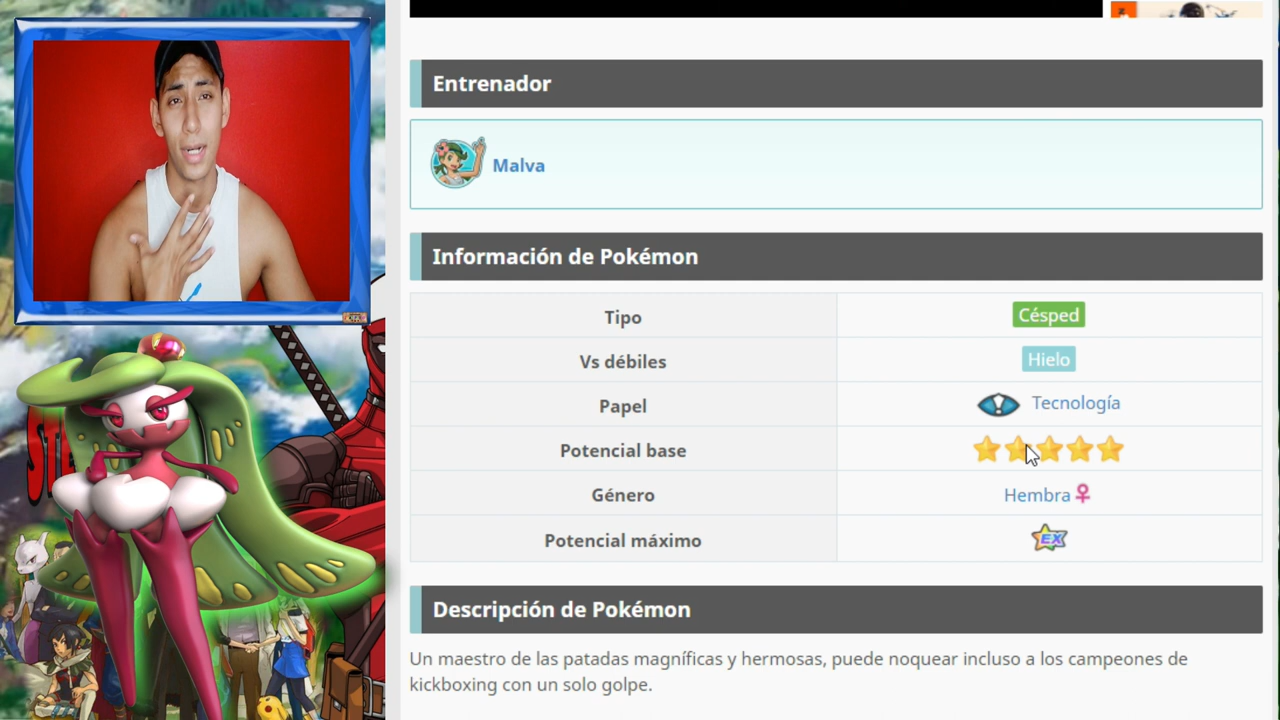 Entrenador
Malva
Información de Pokémon
Tipo
Césped
Vs débiles
Hielo
Papel
Tecnología
Potencial base
Género
Hembra
Potencial máximo
EX
Descripción de Pokémon
Un maestro de las patadas magníficas y hermosas, puede noquear incluso a los campeones de
kickboxing con un solo golpe.